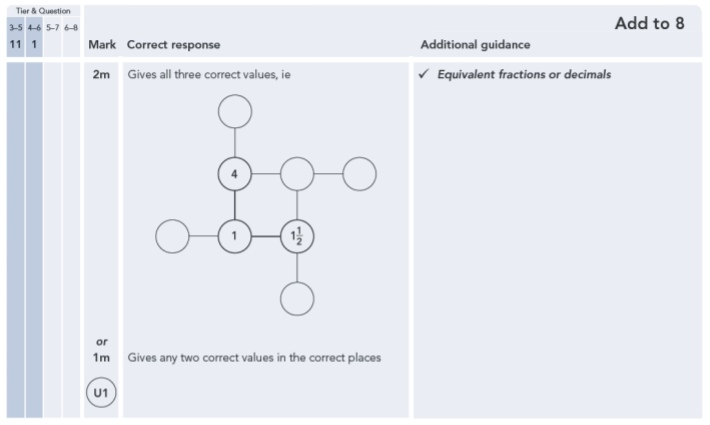 Tier & Question
3–5 4–6 5–7 6–8
11 1
Add to 8
Mark Correct response Additional guidance
2m Gives all three correct values, ie ✓ Equivalent fractions or decimals
4
1 1½
or
1m Gives any two correct values in the correct places
U1